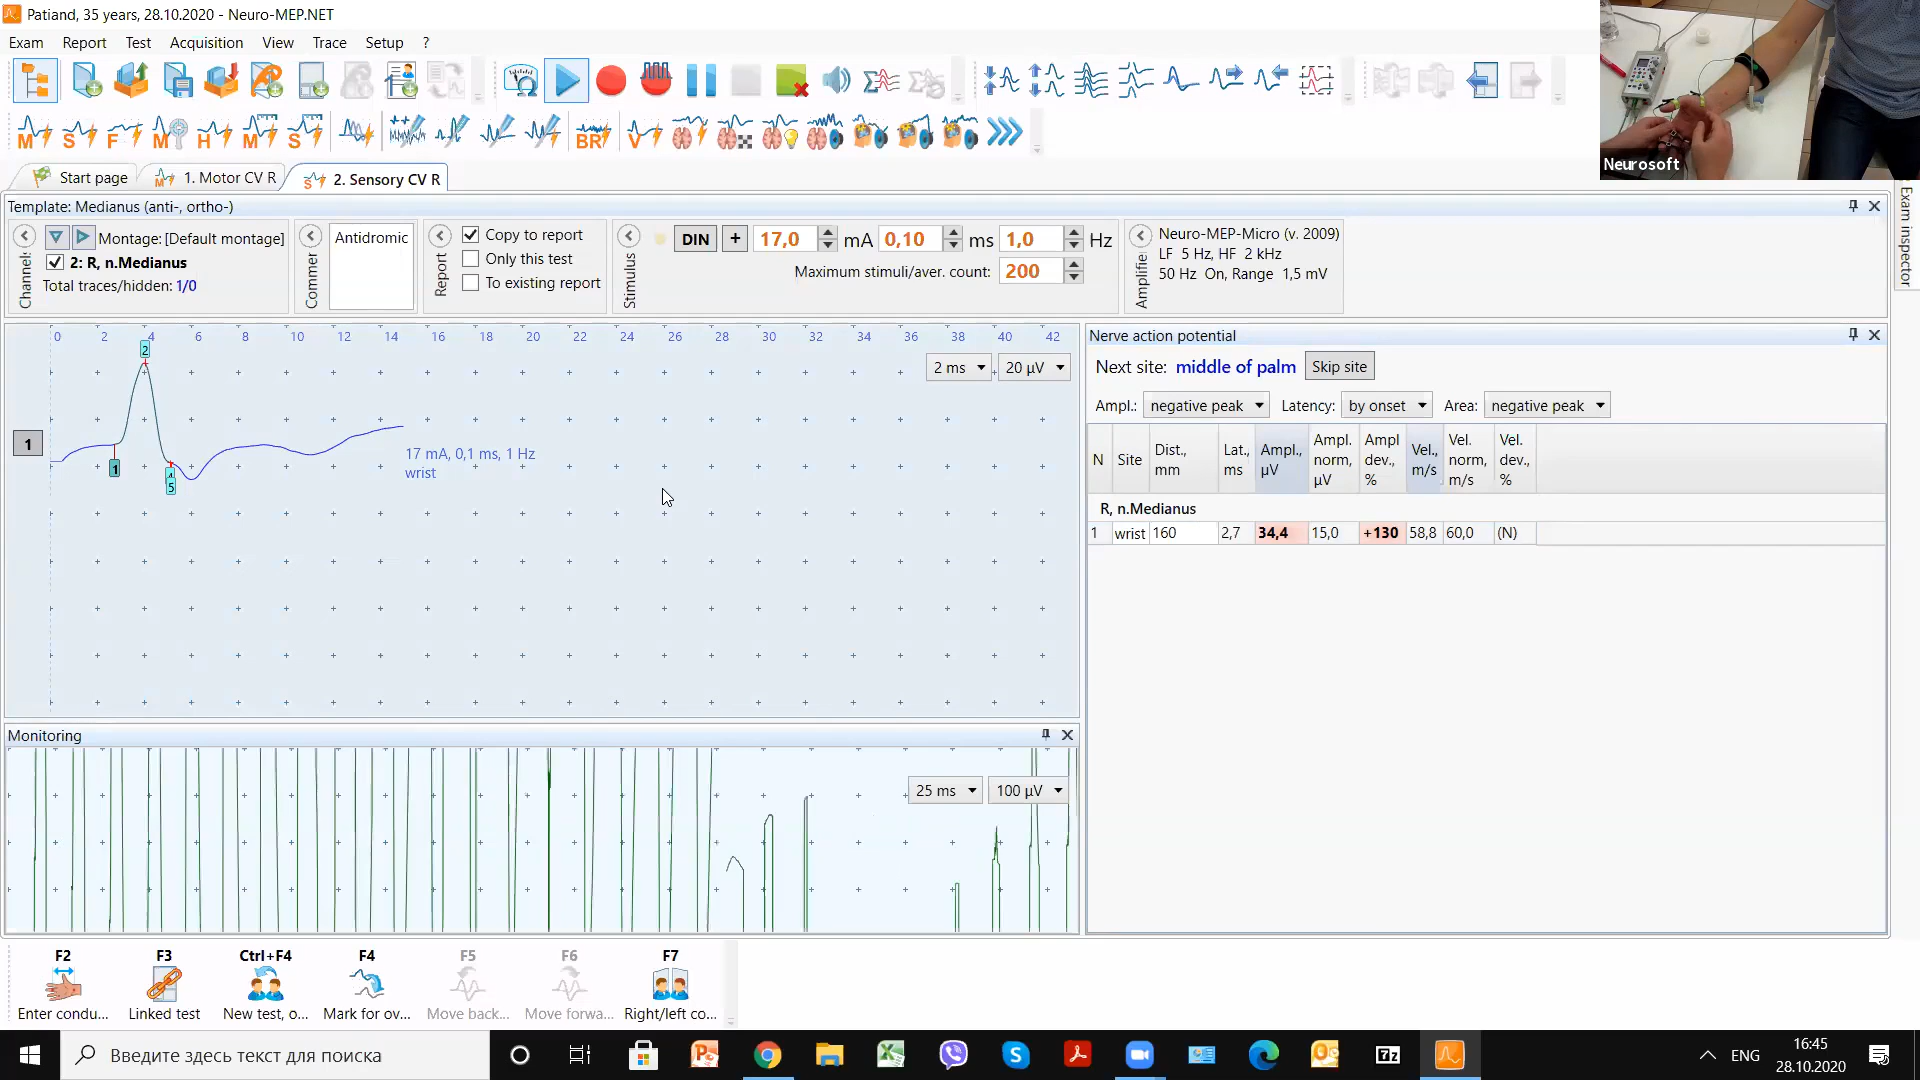 Patiand, 35 years, 28.10.2020 - Neuro-MEP.NET
Exam Report Test Acquisition View Trace Setup ?
M S F M H M S BR V
Neurosoft
Start page 1. Motor CV R 2. Sensory CV R
Template: Medianus (anti-, ortho-)
Exam inspector
Channel: Montage: [Default montage]
2: R, n.Medianus
Total traces/hidden: 1/0
Antidromic
Report
Copy to report
Only this test
To existing report
Stimulus
DIN + 17,0 mA 0,10 ms 1,0 Hz
Maximum stimuli/aver. count: 200
Neuro-MEP-Micro (v. 2009)
LF 5 Hz, HF 2 kHz
50 Hz On, Range 1,5 mV
0 2 4 6 8 10 12 14 16 18 20 22 24 26 28 30 32 34 36 38 40 42
2 ms 20 µV
2
1
1
5
17 mA, 0,1 ms, 1 Hz
wrist
Nerve action potential
Next site: middle of palm Skip site
Ampl.: negative peak Latency: by onset Area: negative peak
N Site Dist., mm Lat., ms Ampl., µV Ampl. norm, µV Ampl dev., % Vel., m/s Vel. norm, m/s Vel. dev., %
R, n.Medianus
1 wrist 160 2,7 34,4 15,0 +130 58,8 60,0 (N)
Monitoring
25 ms 100 µV
F2 F3 Ctrl+F4 F4 F5 F6 F7
Enter condu... Linked test New test, o... Mark for ov... Move back... Move forwa... Right/left co...
Введите здесь текст для поиска
7z
ENG
16:45
28.10.2020